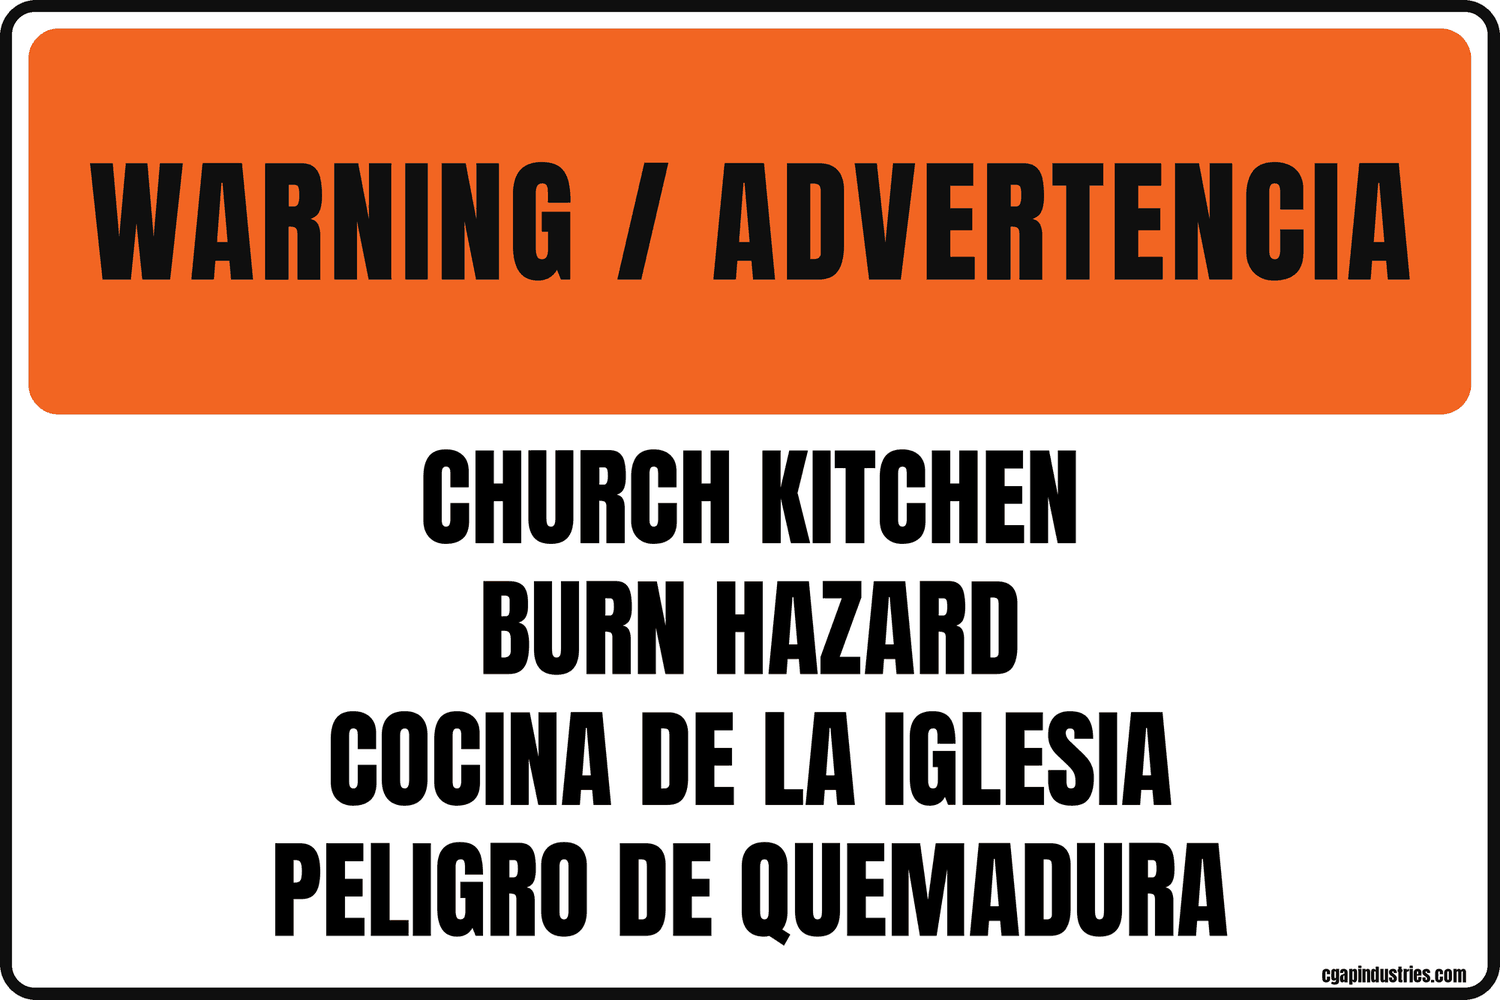 WARNING / ADVERTENCIA
CHURCH KITCHEN
BURN HAZARD
COCINA DE LA IGLESIA
PELIGRO DE QUEMADURA
cgapindustries.com